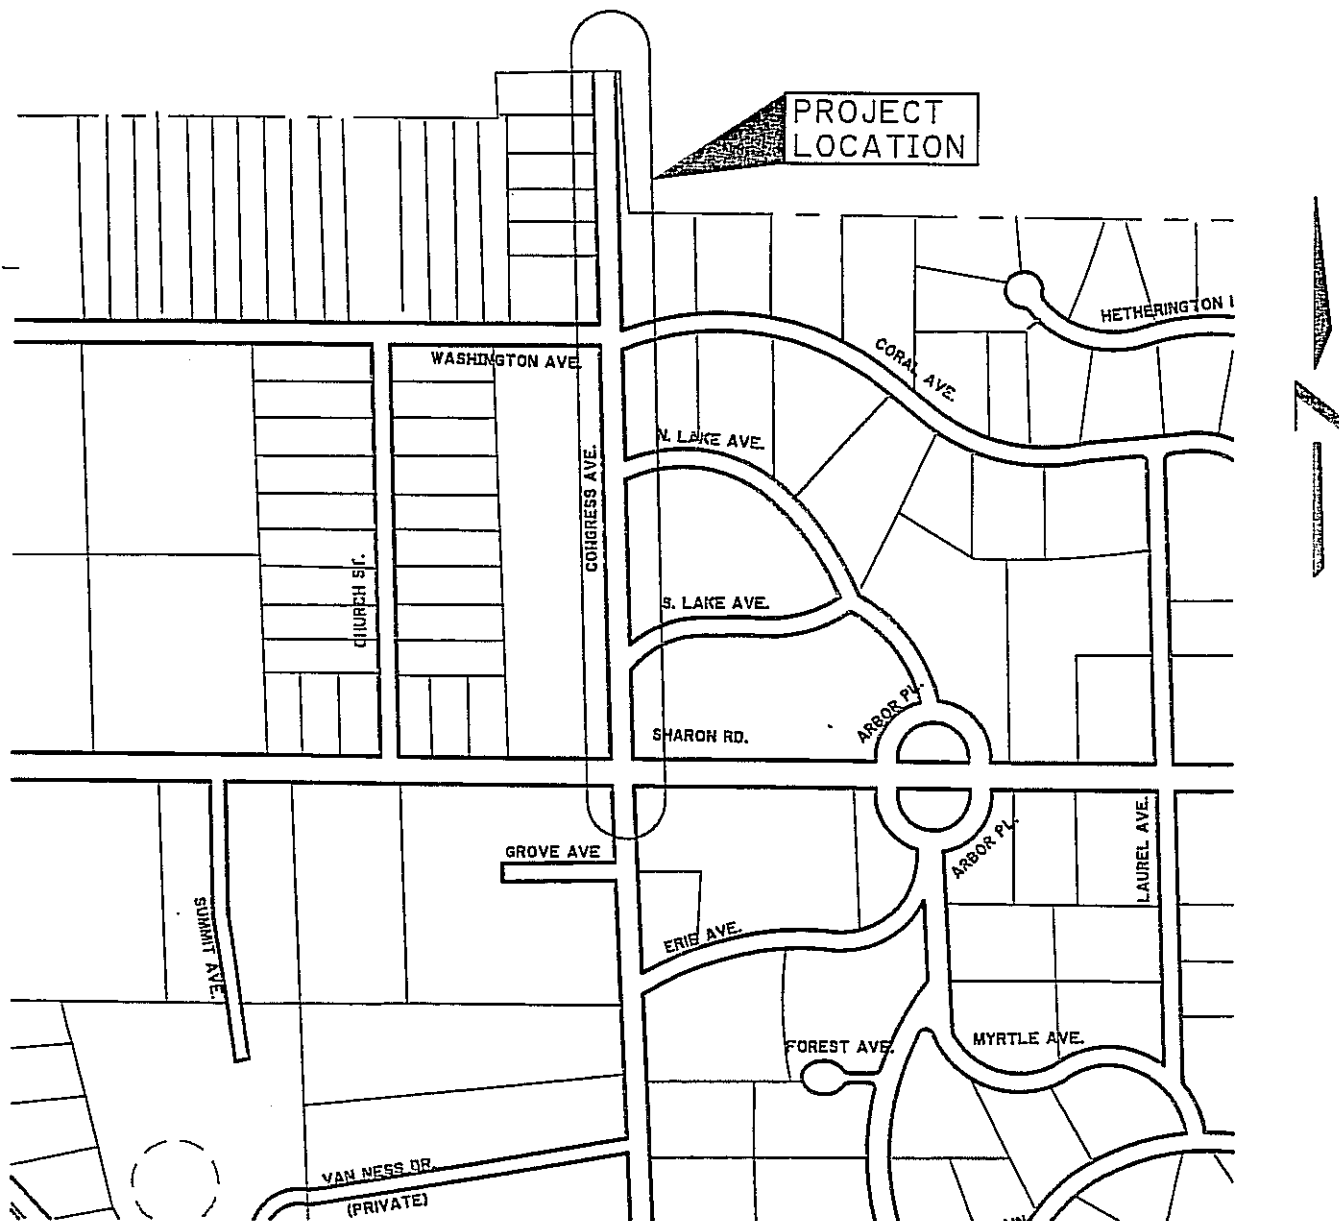 PROJECT
LOCATION
HETHERINGTON
WASHINGTON AVE.
CORAL AVE.
N. LAKE AVE.
CONGRESS AVE.
CHURCH ST.
S. LAKE AVE.
ARBOR PL.
SHARON RD.
LAUREL AVE.
ARBOR PL.
GROVE AVE
SUMMIT AVE.
ERIE AVE.
FOREST AVE.
MYRTLE AVE.
VAN NESS DR.
(PRIVATE)